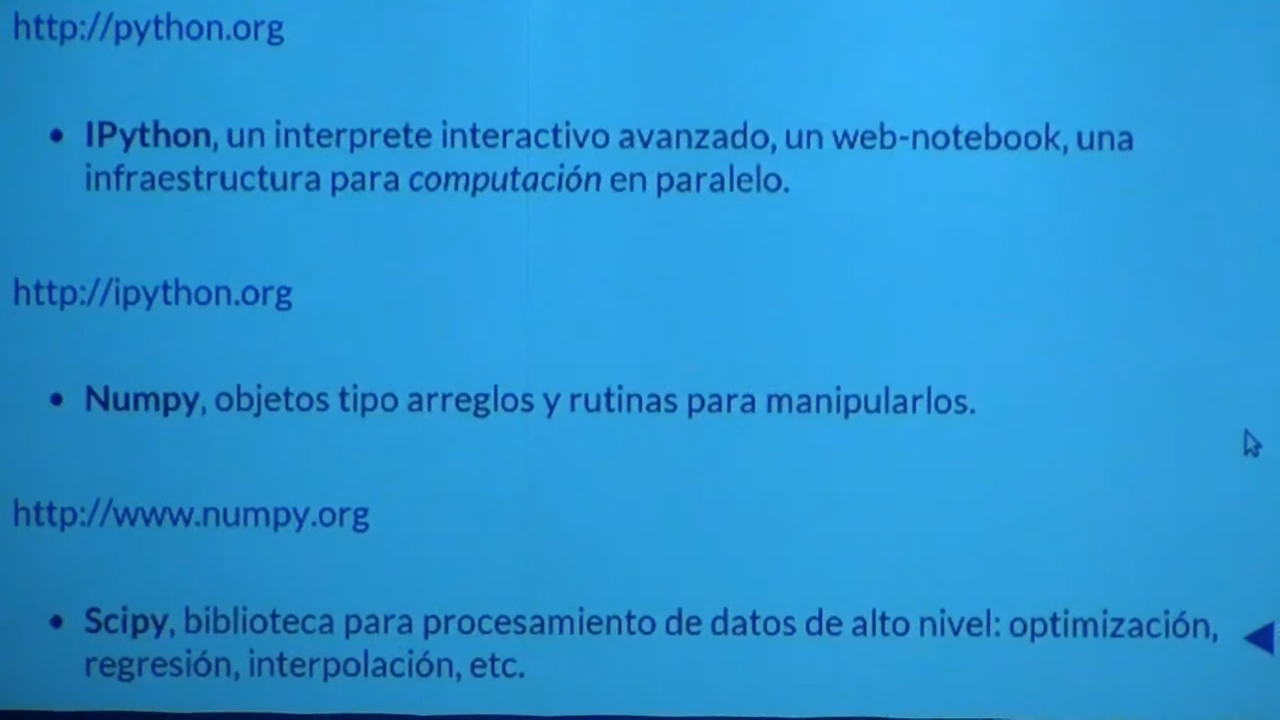 http://python.org
• IPython, un interprete interactivo avanzado, un web-notebook, una
infraestructura para computación en paralelo.
http://ipython.org
• Numpy, objetos tipo arreglos y rutinas para manipularlos.
http://www.numpy.org
• Scipy, biblioteca para procesamiento de datos de alto nivel: optimización,
regresión, interpolación, etc.